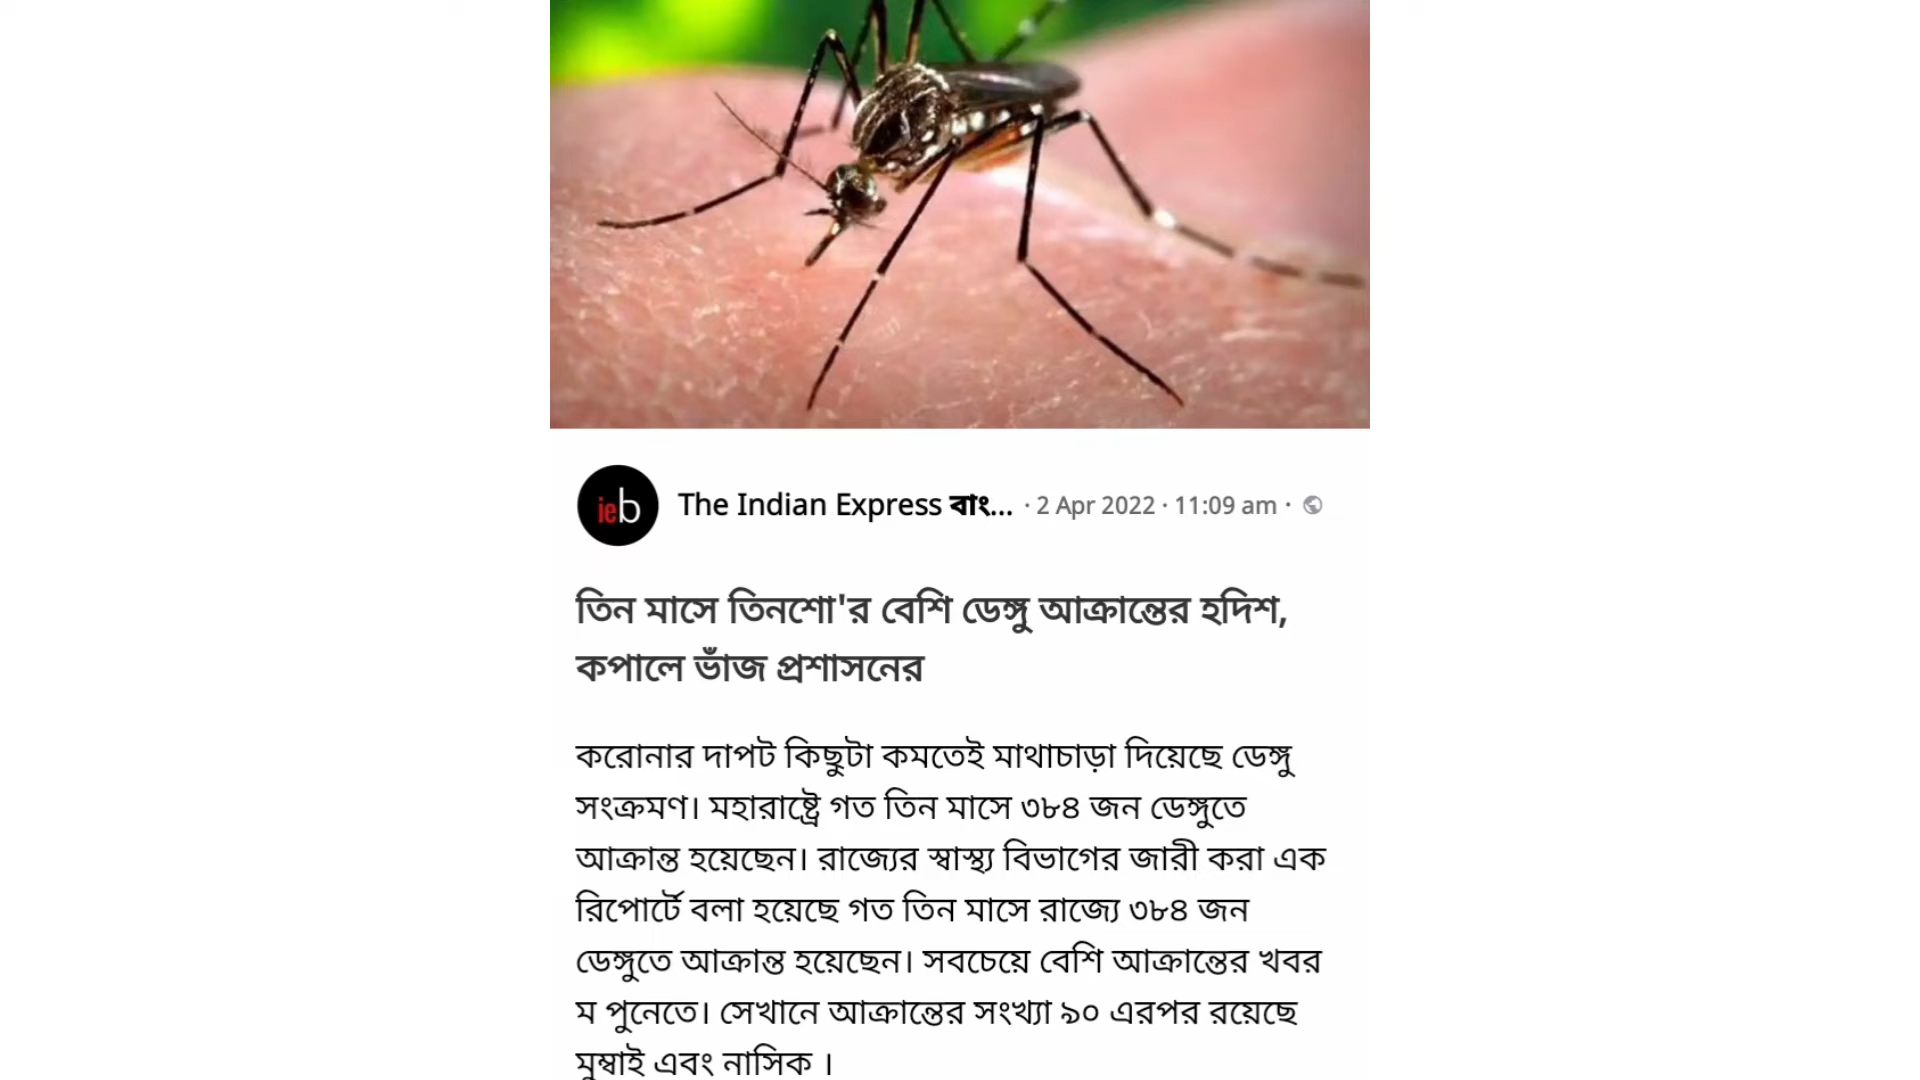 ieb
The Indian Express বাং... · 2 Apr 2022 · 11:09 am ·
তিন মাসে তিনশো'র বেশি ডেঙ্গু আক্রান্তের হদিশ,
কপালে ভাঁজ প্রশাসনের
করোনার দাপট কিছুটা কমতেই মাথাচাড়া দিয়েছে ডেঙ্গু
সংক্রমণ। মহারাষ্ট্রে গত তিন মাসে ৩৮৪ জন ডেঙ্গুতে
আক্রান্ত হয়েছেন। রাজ্যের স্বাস্থ্য বিভাগের জারী করা এক
রিপোর্টে বলা হয়েছে গত তিন মাসে রাজ্যে ৩৮৪ জন
ডেঙ্গুতে আক্রান্ত হয়েছেন। সবচেয়ে বেশি আক্রান্তের খবর
ম পুনেতে। সেখানে আক্রান্তের সংখ্যা ৯০ এরপর রয়েছে
মুম্বাই এবং নাসিক ।